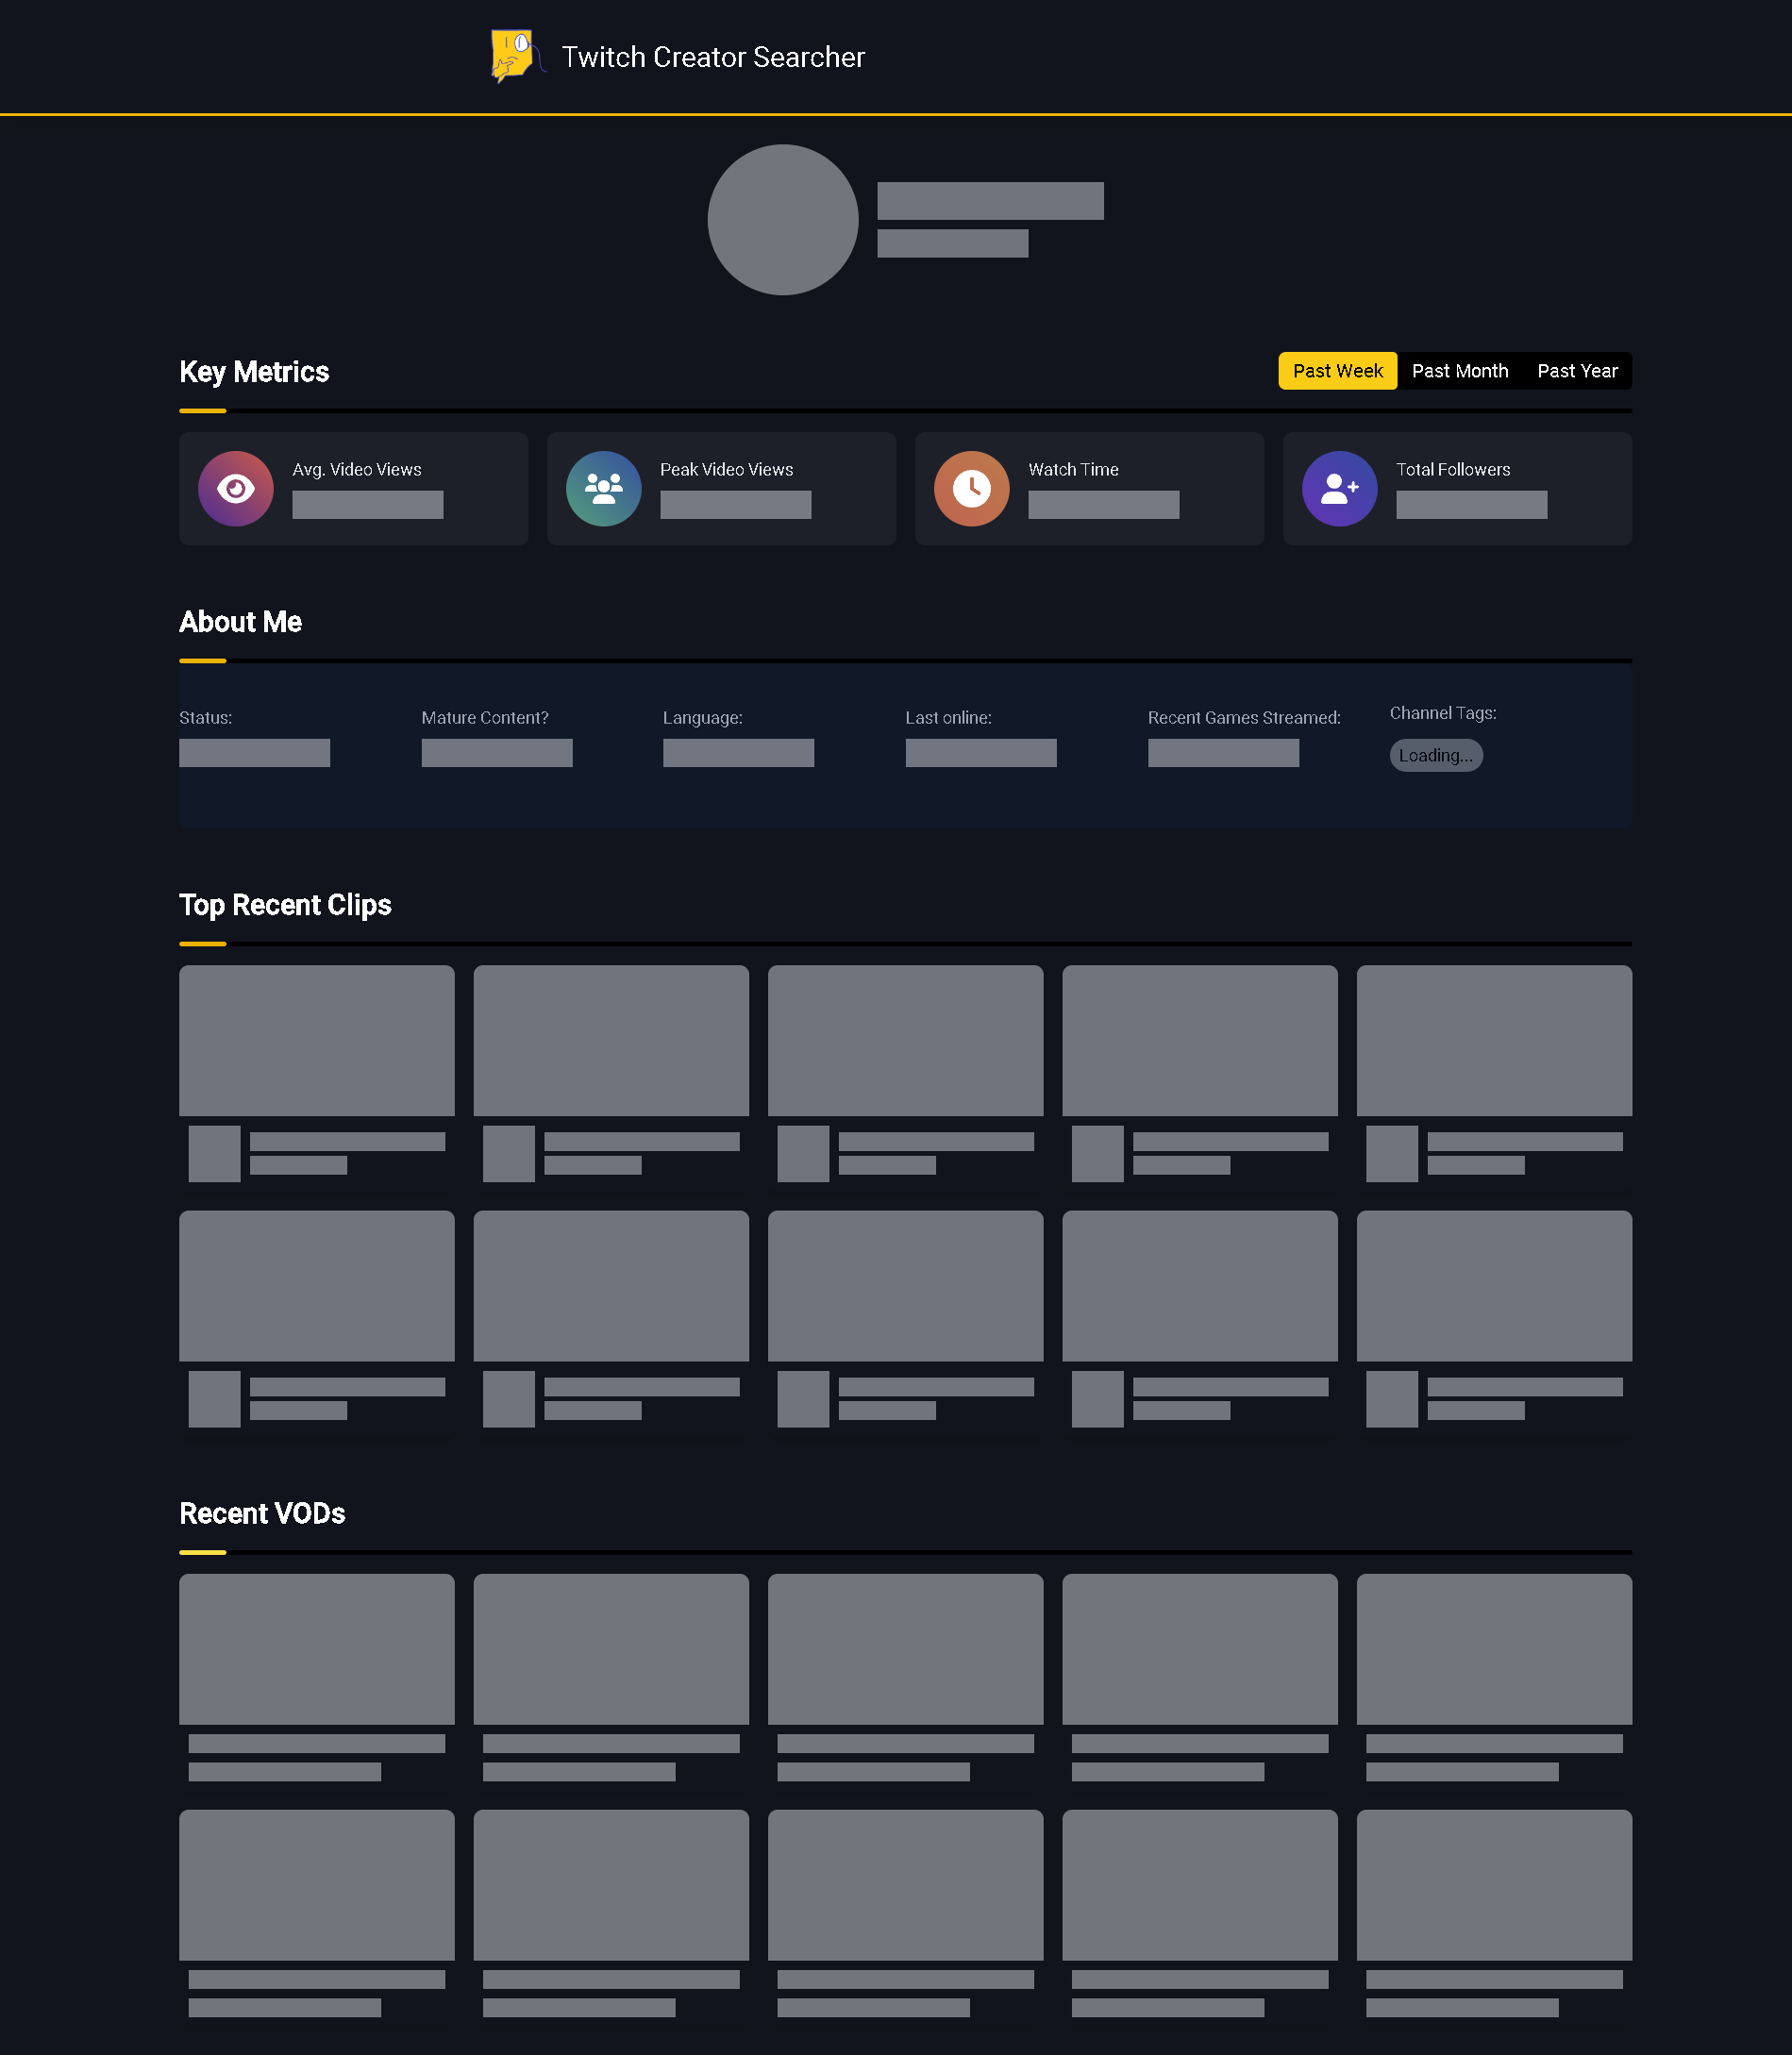 Twitch Creator Searcher
Key Metrics
Past Week Past Month Past Year
Avg. Video Views
Peak Video Views
Watch Time
Total Followers
About Me
Status:
Mature Content?
Language:
Last online:
Recent Games Streamed:
Channel Tags:
Loading...
Top Recent Clips
Recent VODs